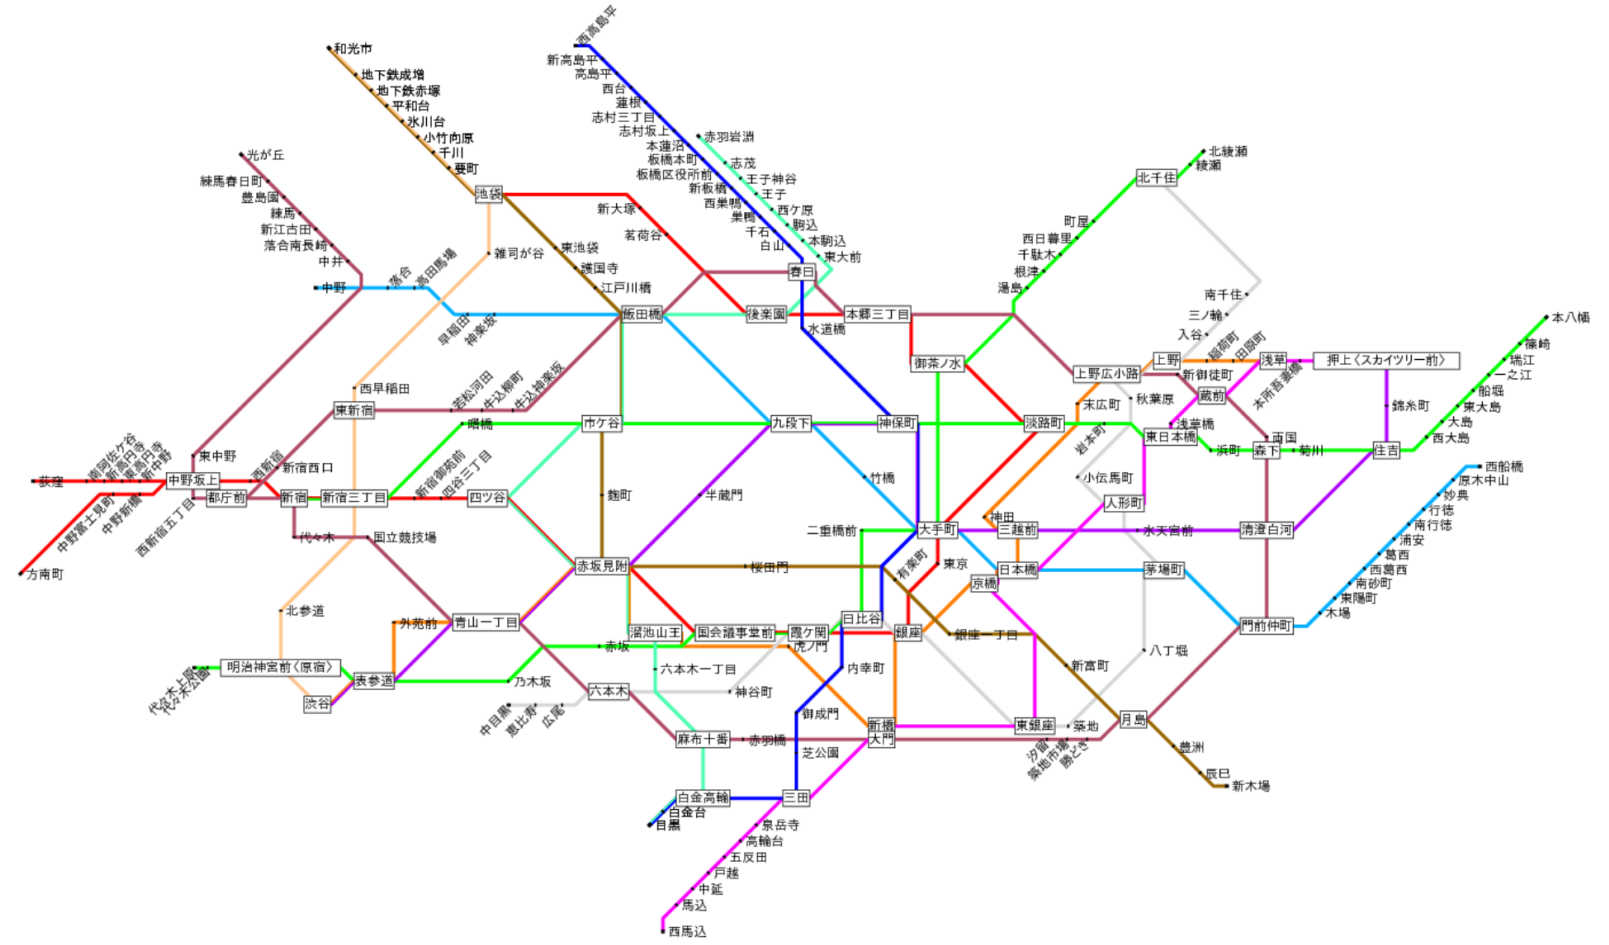 西高島平
和光市
新高島平
高島平
地下鉄成増
西台
地下鉄赤塚
蓮根
平和台
志村三丁目
氷川台
志村坂上
赤羽岩淵
小竹向原
本蓮沼
千川
板橋本町
志茂
北綾瀬
光が丘
要町
板橋区役所前
王子神谷
綾瀬
練馬春日町
新板橋
王子
北千住
豊島園
池袋
西巣鴨
西ケ原
練馬
新大塚
巣鴨
駒込
町屋
新江古田
茗荷谷
千石
本駒込
西日暮里
落合南長崎
東池袋
白山
東大前
千駄木
中井
雑司が谷
護国寺
春日
根津
中野
落合
高田馬場
江戸川橋
湯島
南千住
早稲田
神楽坂
飯田橋
後楽園
本郷三丁目
三ノ輪
本八幡
水道橋
入谷
篠崎
御茶ノ水
上野
稲荷町
田原町
浅草
押上〈スカイツリー前〉
瑞江
上野広小路
新御徒町
一之江
西早稲田
若松河田
牛込柳町
牛込神楽坂
蔵前
本所吾妻橋
船堀
東新宿
末広町
秋葉原
錦糸町
東大島
曙橋
市ケ谷
九段下
神保町
淡路町
岩本町
浅草橋
大島
東日本橋
両国
西大島
東中野
浜町
森下
菊川
住吉
荻窪
南阿佐ケ谷
新高円寺
東高円寺
新中野
中野坂上
西新宿
新宿西口
新宿御苑前
四谷三丁目
竹橋
小伝馬町
西船橋
原木中山
中野富士見町
中野新橋
西新宿五丁目
都庁前
新宿
新宿三丁目
四ツ谷
麹町
半蔵門
人形町
妙典
行徳
代々木
国立競技場
二重橋前
大手町
神田
三越前
水天宮前
清澄白河
南行徳
浦安
方南町
赤坂見附
桜田門
有楽町
東京
日本橋
茅場町
葛西
西葛西
京橋
南砂町
北参道
外苑前
青山一丁目
日比谷
東陽町
木場
溜池山王
国会議事堂前
霞ケ関
銀座
銀座一丁目
門前仲町
赤坂
虎ノ門
八丁堀
代々木上原
代々木公園
明治神宮前〈原宿〉
表参道
乃木坂
六本木一丁目
内幸町
新富町
渋谷
中目黒
恵比寿
広尾
六本木
神谷町
御成門
新橋
東銀座
築地
月島
麻布十番
赤羽橋
大門
汐留
築地市場
勝どき
芝公園
豊洲
辰巳
白金高輪
三田
新木場
白金台
目黒
泉岳寺
高輪台
五反田
戸越
中延
馬込
西馬込